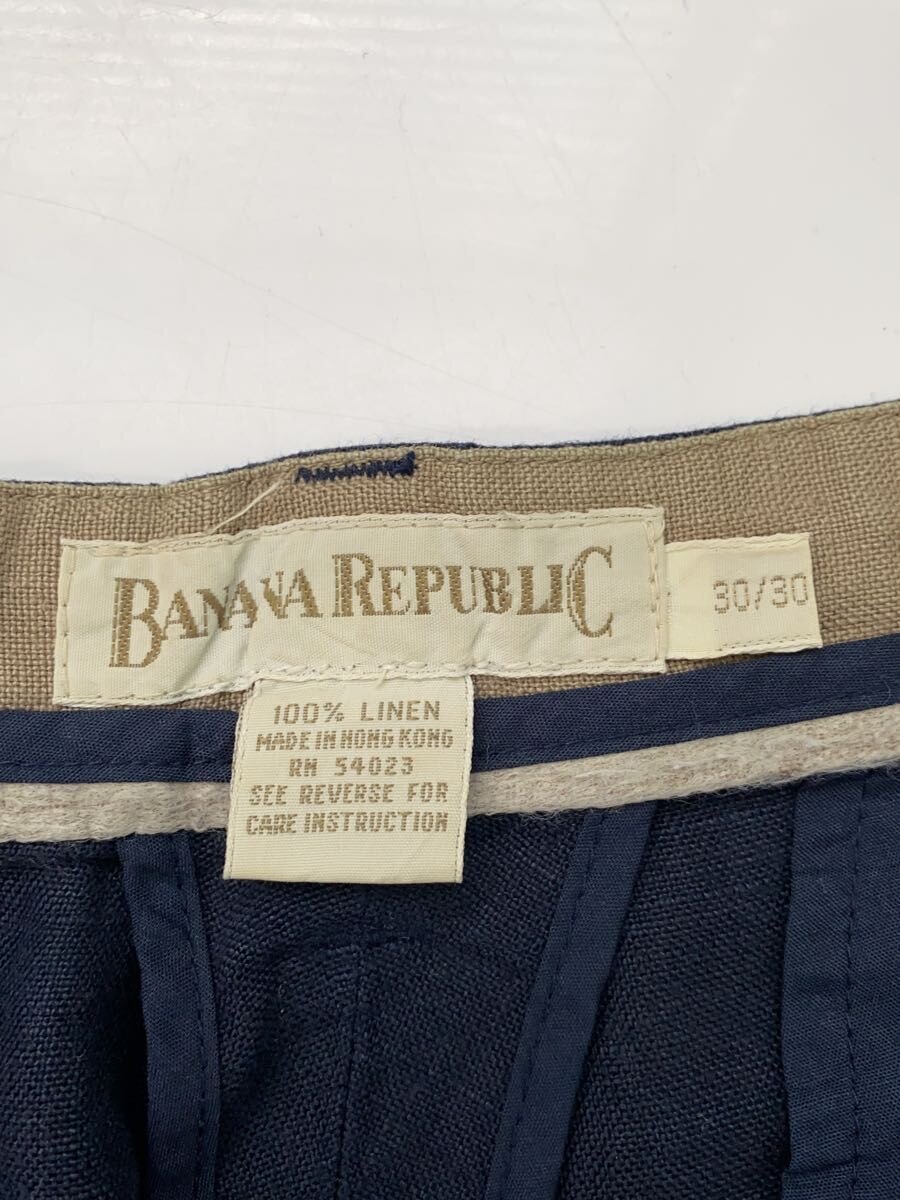 BANANA REPUBLIC
30/30
100% LINEN
MADE IN HONG KONG
RN 54023
SEE REVERSE FOR
CARE INSTRUCTION